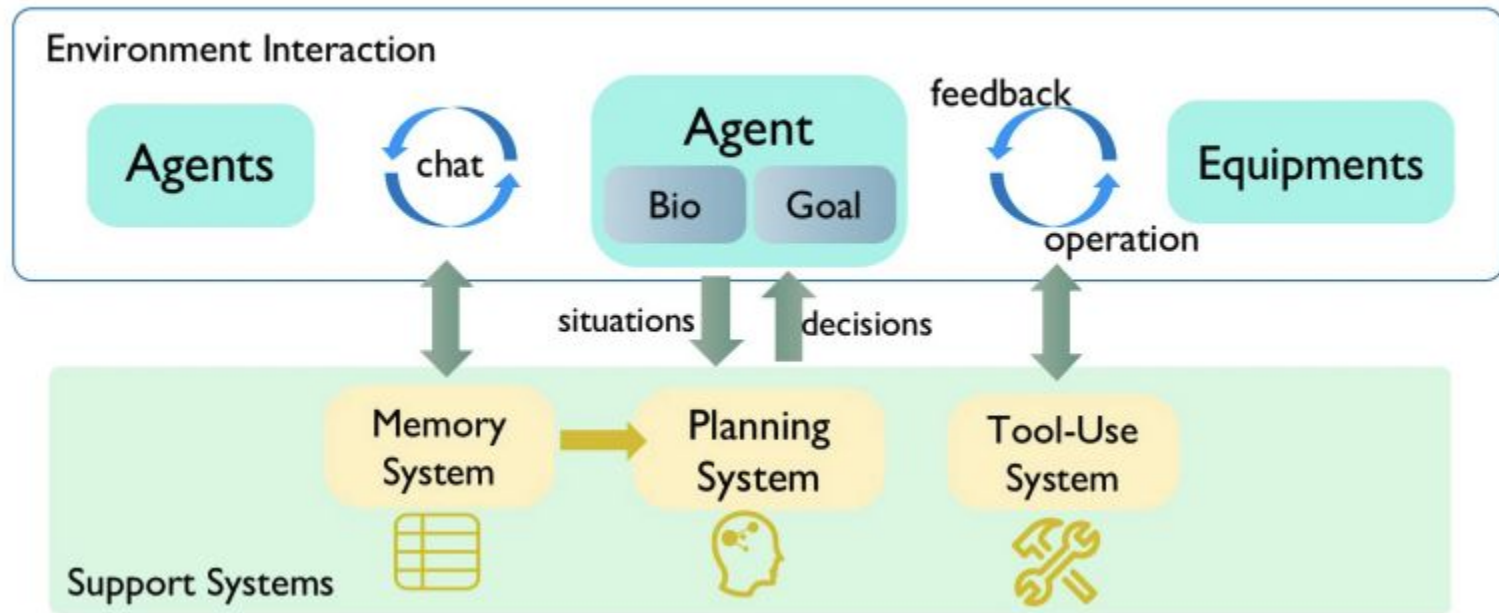 Environment Interaction
Agents
chat
Agent
Bio
Goal
feedback
operation
Equipments
situations
decisions
Memory
System
Planning
System
Tool-Use
System
Support Systems